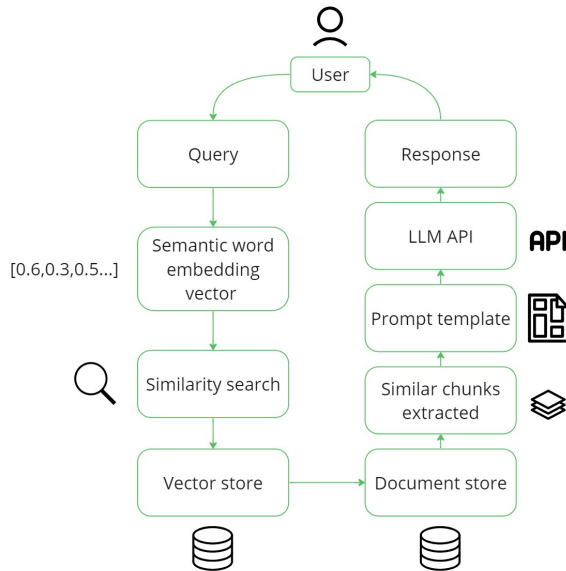 User
Query
Semantic word
embedding
vector
[0.6,0.3,0.5...]
Similarity search
Vector store
Document store
Similar chunks
extracted
Prompt template
LLM API
API
Response